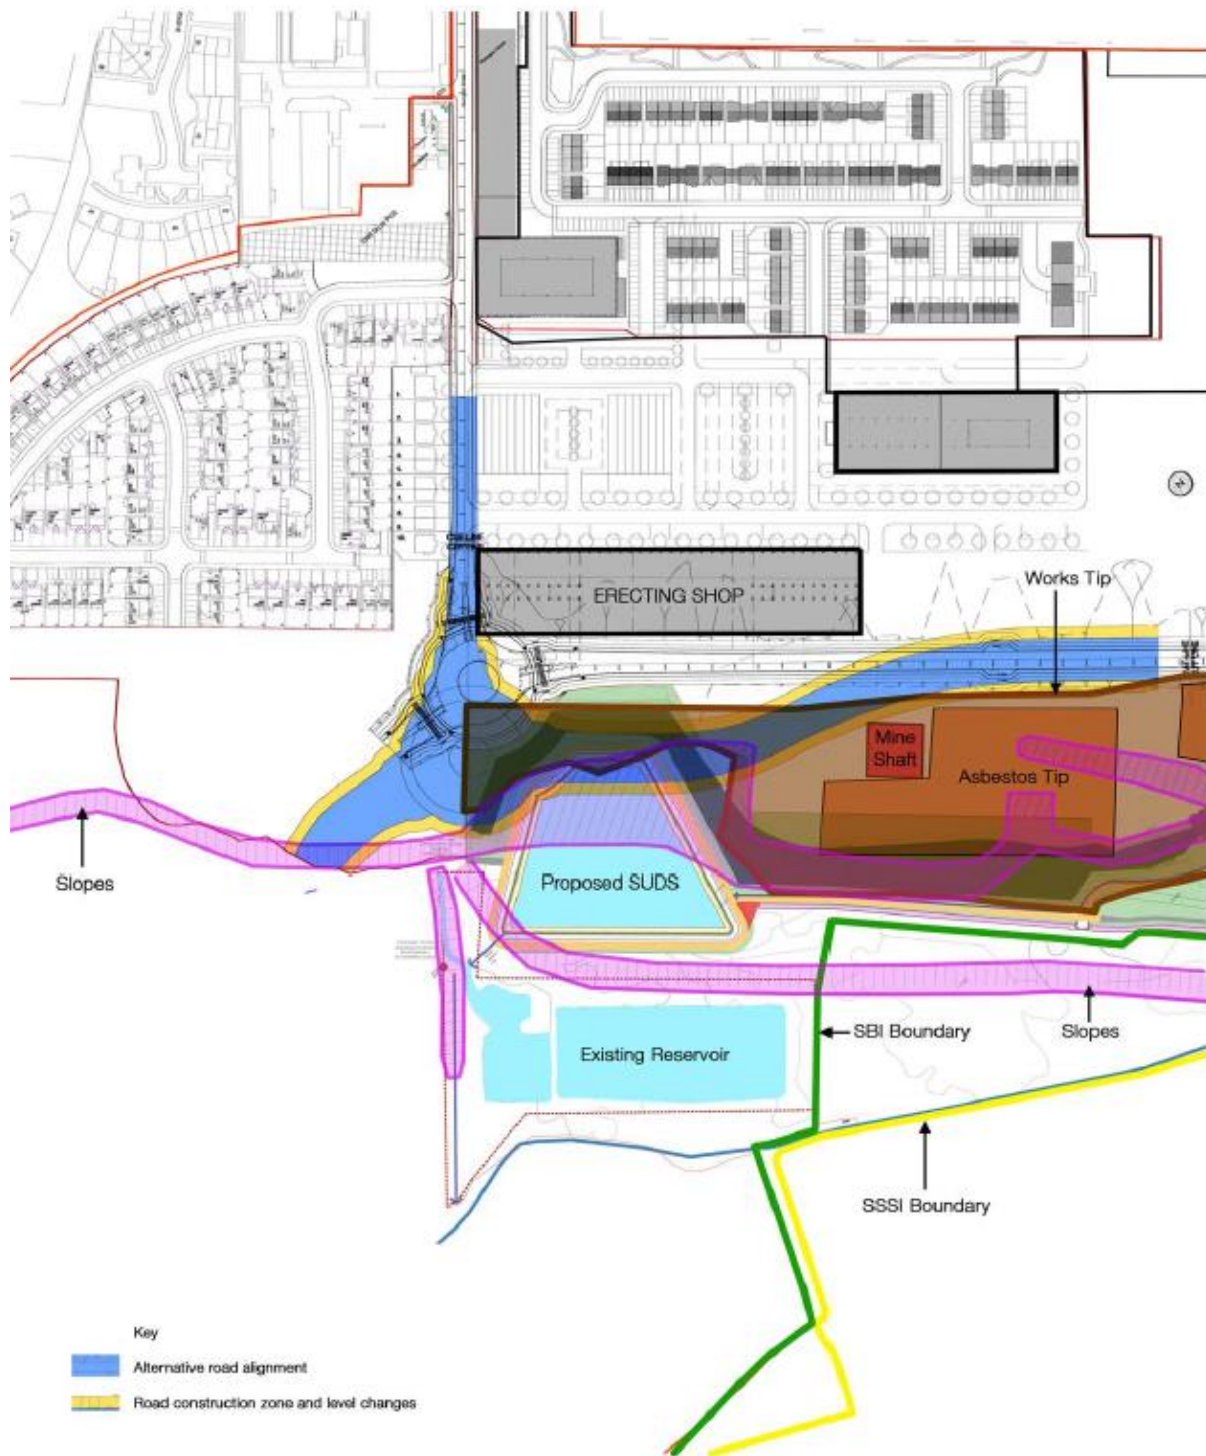 ERECTING SHOP
Works Tip
Mine
Shaft
Asbestos Tip
Slopes
Proposed SUDS
SBI Boundary
Slopes
Existing Reservoir
SSSI Boundary
Key
Alternative road alignment
Road construction zone and level changes